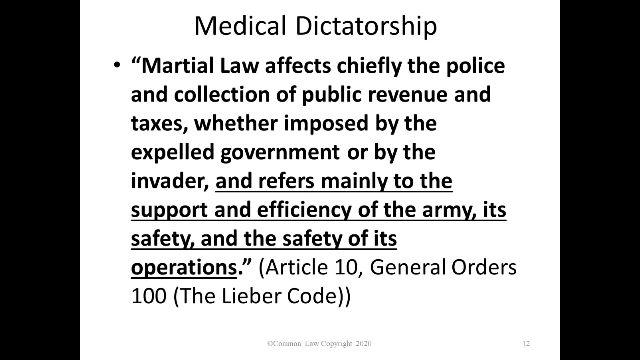 Medical Dictatorship
• “Martial Law affects chiefly the police
and collection of public revenue and
taxes, whether imposed by the
expelled government or by the
invader, and refers mainly to the
support and efficiency of the army, its
safety, and the safety of its
operations.” (Article 10, General Orders
100 (The Lieber Code))
©Common Law Copyright 2020
12